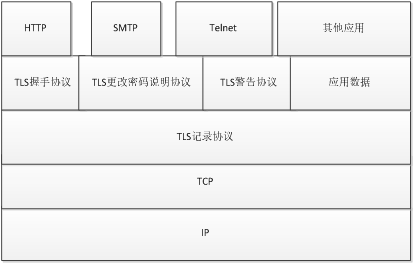 HTTP SMTP Telnet 其他应用
TLS握手协议 TLS更改密码说明协议 TLS警告协议 应用数据
TLS记录协议
TCP
IP